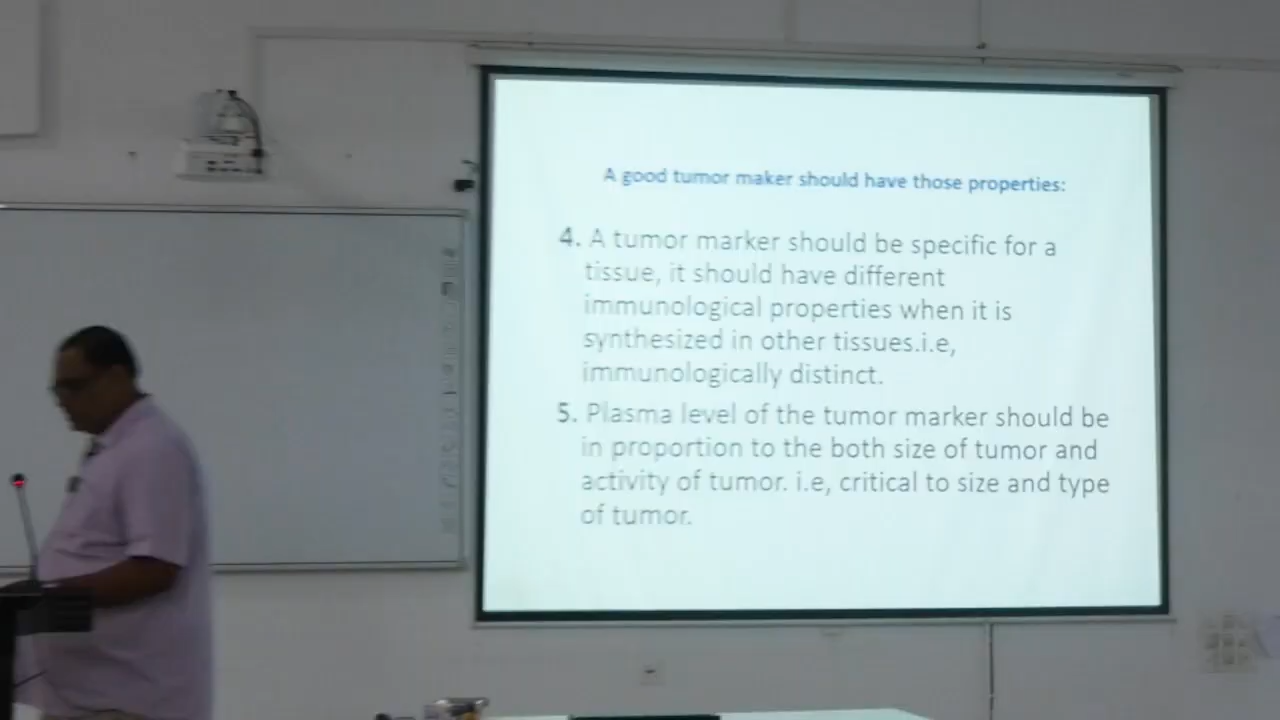 A good tumor maker should have those properties:
4. A tumor marker should be specific for a
tissue, it should have different
immunological properties when it is
synthesized in other tissues.i.e,
immunologically distinct.
5. Plasma level of the tumor marker should be
in proportion to the both size of tumor and
activity of tumor. i.e, critical to size and type
of tumor.